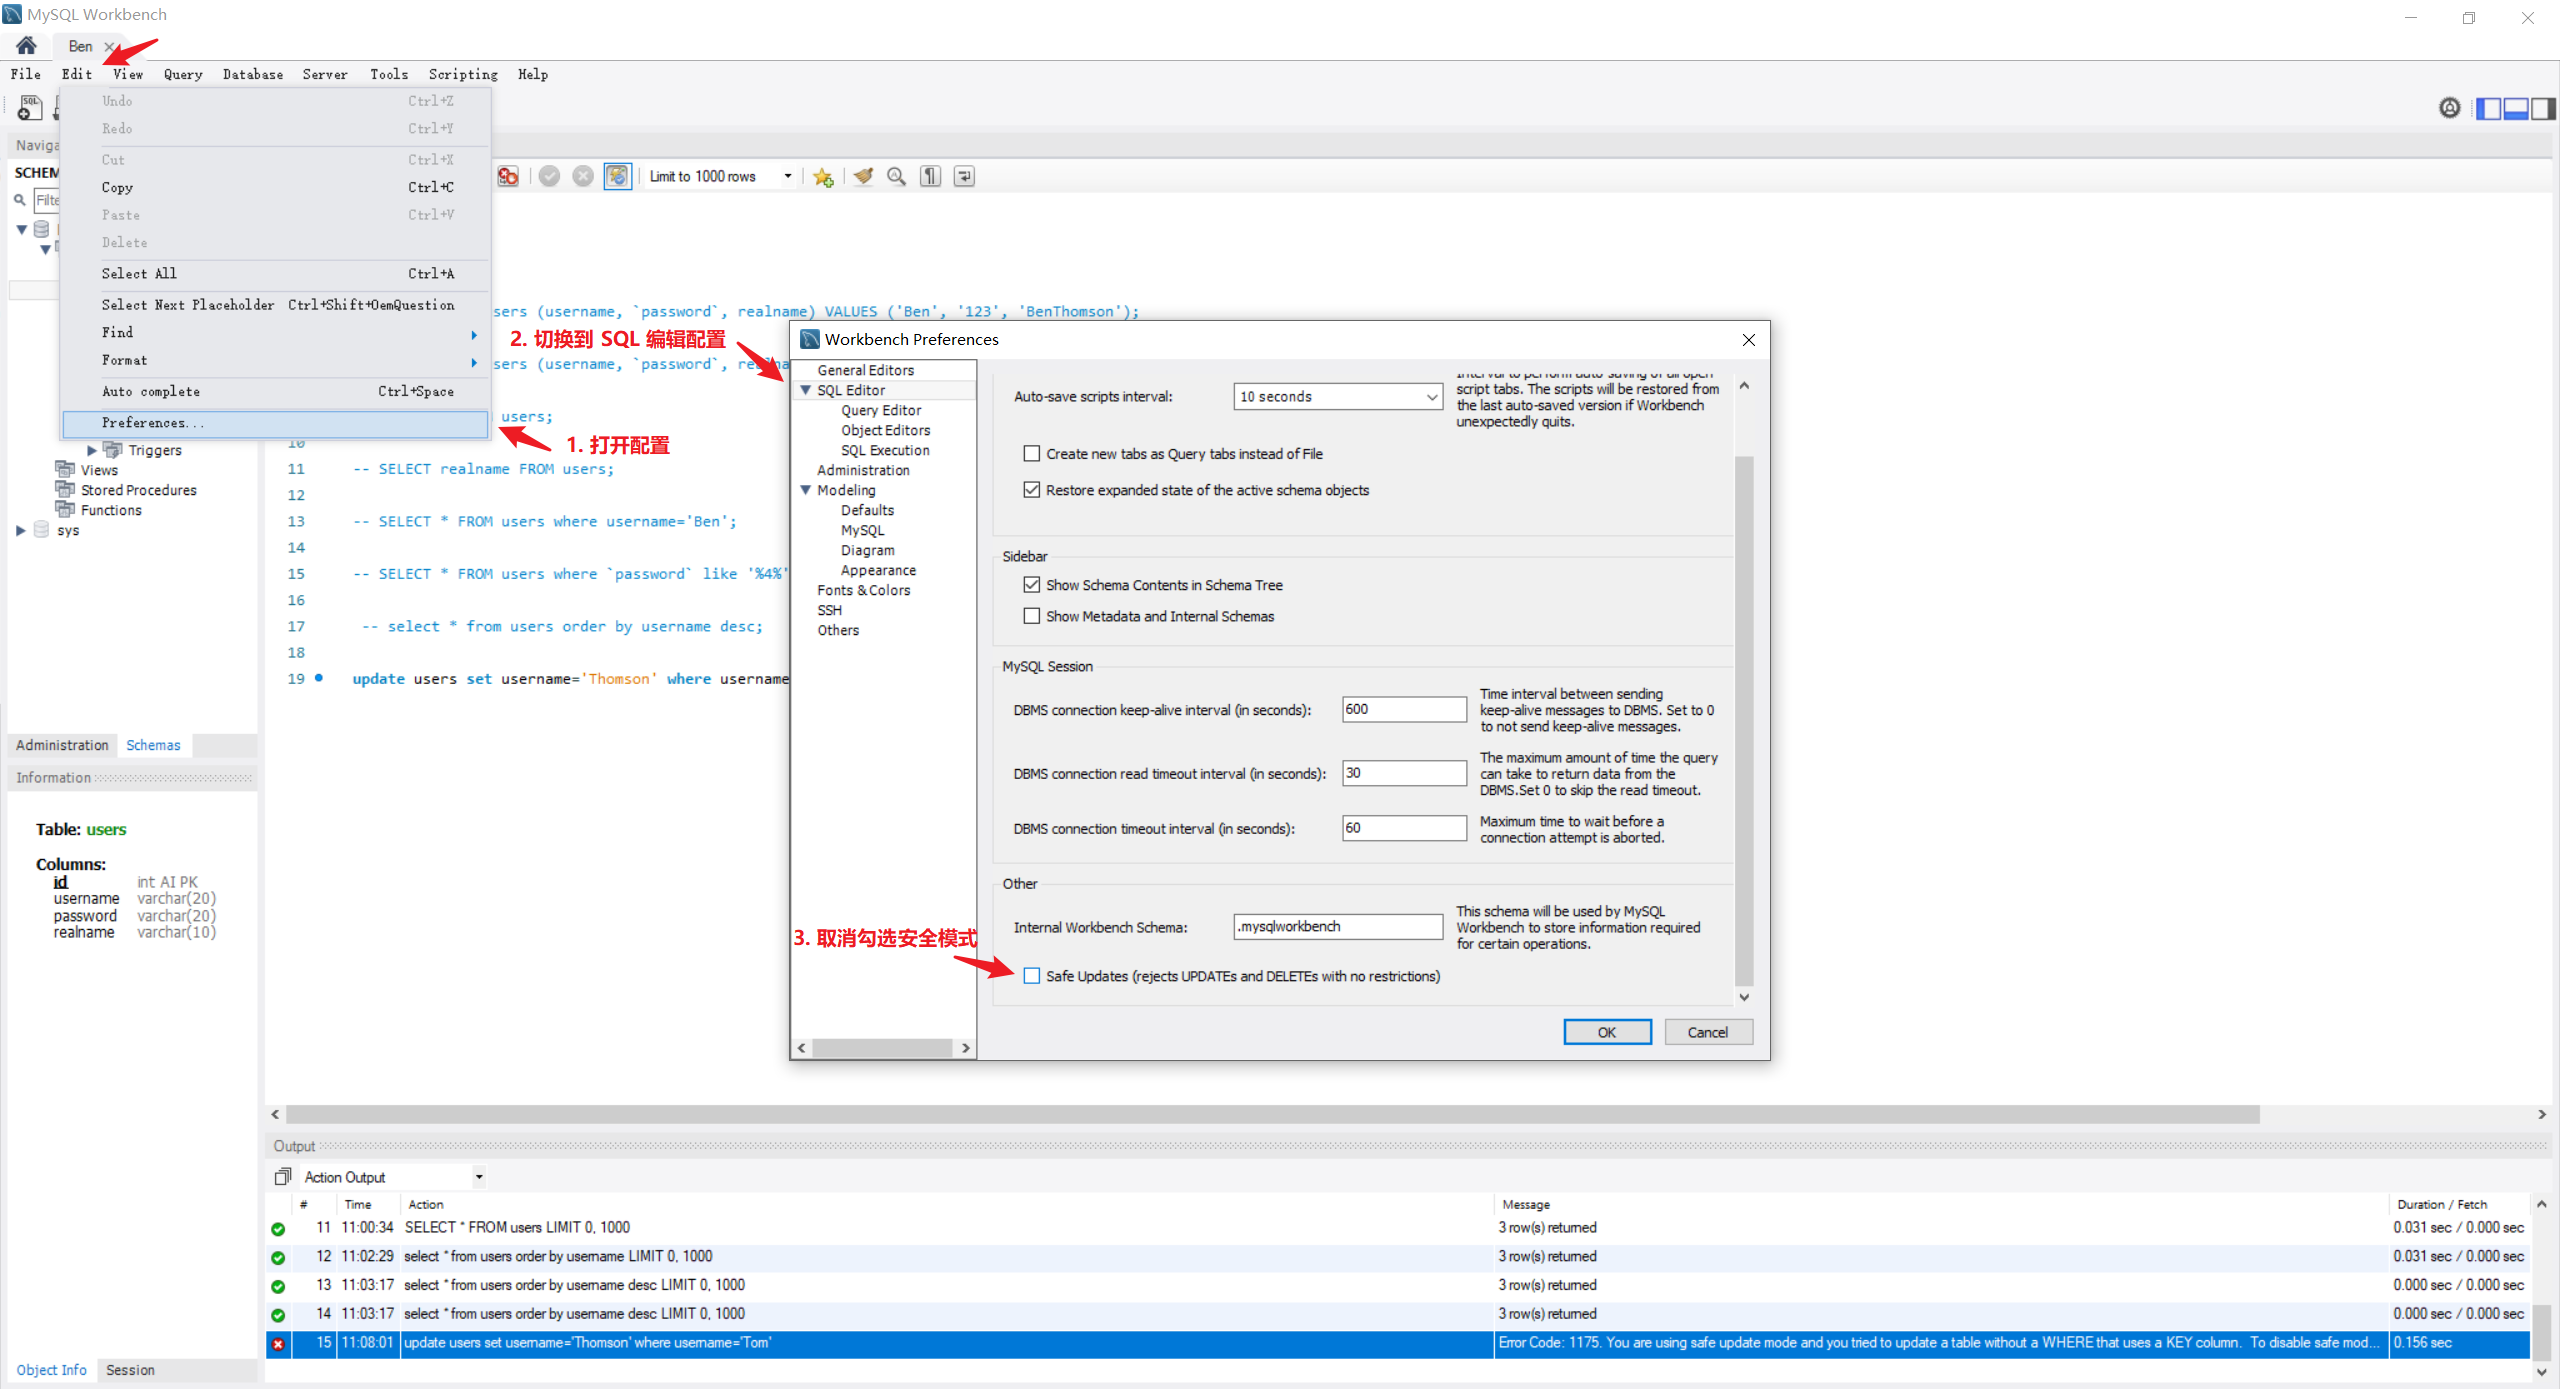 MySQL Workbench
Ben
File Edit View Query Database Server Tools Scripting Help
Undo Ctrl+Z
Redo Ctrl+Y
Cut Ctrl+X
Copy Ctrl+C
Paste Ctrl+V
Delete
Select All Ctrl+A
Select Next Placeholder Ctrl+Shift+OemQuestion
Find
Format
Auto complete Ctrl+Space
Preferences...
1. 打开配置
Limit to 1000 rows
sers (username, `password`, realname) VALUES ('Ben', '123', 'BenThomson');
2. 切换到 SQL 编辑配置
sers (username, `password`,
users;
10
11 -- SELECT realname FROM users;
12
13 -- SELECT * FROM users where username='Ben';
14
15 -- SELECT * FROM users where `password` like '%4%'
16
17 -- select * from users order by username desc;
18
19 update users set username='Thomson' where username
Triggers
Views
Stored Procedures
Functions
sys
Administration Schemas
Information
Table: users
Columns:
id int AI PK
username varchar(20)
password varchar(20)
realname varchar(10)
Object Info Session
Workbench Preferences
General Editors
SQL Editor
Query Editor
Object Editors
SQL Execution
Administration
Modeling
Defaults
MySQL
Diagram
Appearance
Fonts & Colors
SSH
Others
Auto-save scripts interval: 10 seconds
Interval to perform auto-saving of all open
script tabs. The scripts will be restored from
the last auto-saved version if Workbench
unexpectedly quits.
Create new tabs as Query tabs instead of File
Restore expanded state of the active schema objects
Sidebar
Show Schema Contents in Schema Tree
Show Metadata and Internal Schemas
MySQL Session
DBMS connection keep-alive interval (in seconds): 600
Time interval between sending
keep-alive messages to DBMS. Set to 0
to not send keep-alive messages.
DBMS connection read timeout interval (in seconds): 30
The maximum amount of time the query
can take to return data from the
DBMS.Set 0 to skip the read timeout.
DBMS connection timeout interval (in seconds): 60
Maximum time to wait before a
connection attempt is aborted.
Other
Internal Workbench Schema: .mysqlworkbench
This schema will be used by MySQL
Workbench to store information required
for certain operations.
3. 取消勾选安全模式
Safe Updates (rejects UPDATEs and DELETEs with no restrictions)
OK Cancel
Output
Action Output
# Time Action Message Duration / Fetch
11 11:00:34 SELECT * FROM users LIMIT 0, 1000 3 row(s) returned 0.031 sec / 0.000 sec
12 11:02:29 select * from users order by username LIMIT 0, 1000 3 row(s) returned 0.031 sec / 0.000 sec
13 11:03:17 select * from users order by username desc LIMIT 0, 1000 3 row(s) returned 0.000 sec / 0.000 sec
14 11:03:17 select * from users order by username desc LIMIT 0, 1000 3 row(s) returned 0.000 sec / 0.000 sec
15 11:08:01 update users set username='Thomson' where username='Tom' Error Code: 1175. You are using safe update mode and you tried to update a table without a WHERE that uses a KEY column. To disable safe mod... 0.156 sec